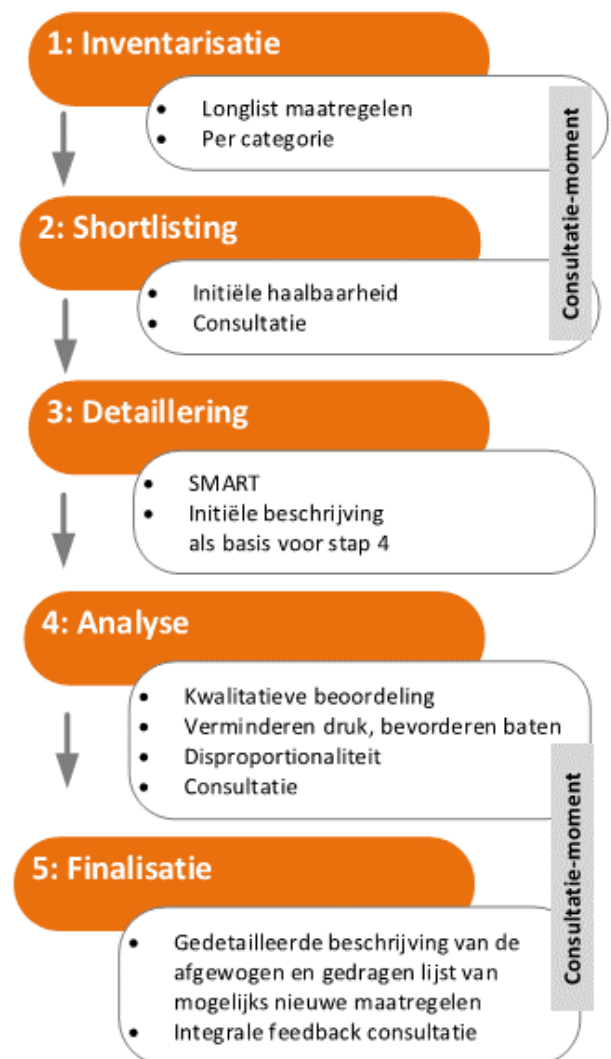 1: Inventarisatie
• Longlist maatregelen
• Per categorie
Consultatie-moment
2: Shortlisting
• Initiële haalbaarheid
• Consultatie
3: Detaillering
• SMART
• Initiële beschrijving
als basis voor stap 4
4: Analyse
• Kwalitatieve beoordeling
• Verminderen druk, bevorderen baten
• Disproportionaliteit
• Consultatie
Consultatie-moment
5: Finalisatie
• Gedetailleerde beschrijving van de
afgewogen en gedragen lijst van
mogelijks nieuwe maatregelen
• Integrale feedback consultatie